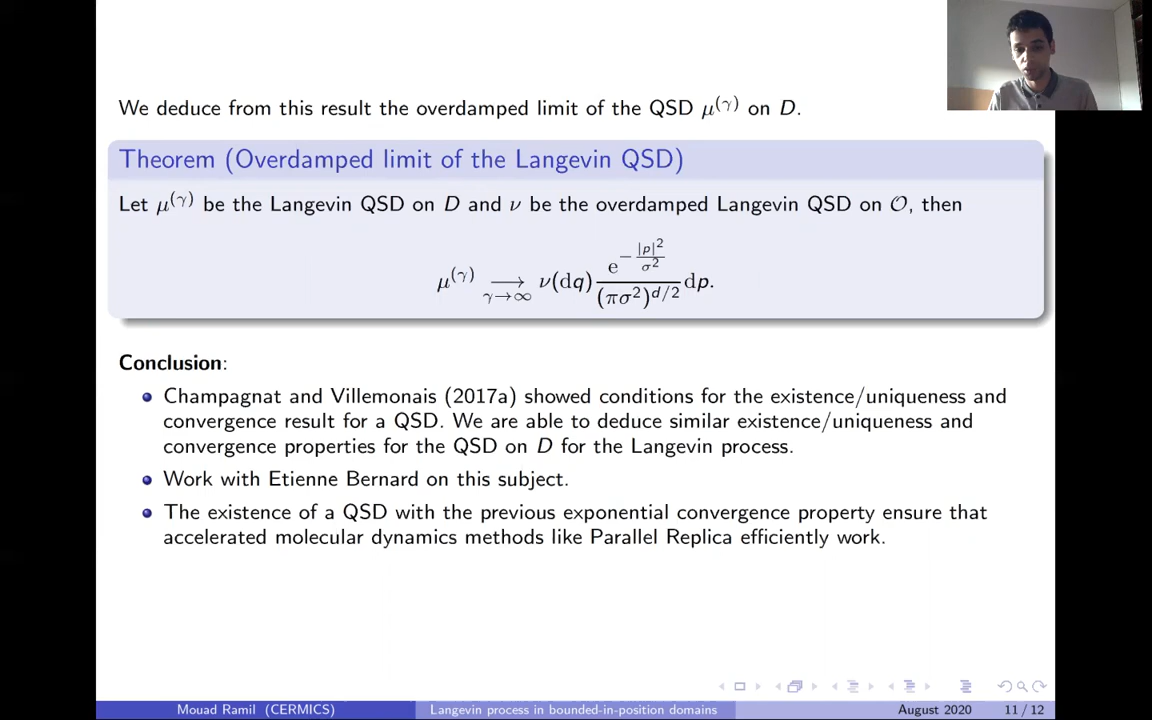 We deduce from this result the overdamped limit of the QSD μ^(γ) on D.
Theorem (Overdamped limit of the Langevin QSD)
Let μ^(γ) be the Langevin QSD on D and ν be the overdamped Langevin QSD on 𝒪, then
μ^(γ) ⟶_{γ→∞} ν(dq) e^{−|p|²/σ²}/(πσ²)^{d/2} dp.
Conclusion:
Champagnat and Villemonais (2017a) showed conditions for the existence/uniqueness and
convergence result for a QSD. We are able to deduce similar existence/uniqueness and
convergence properties for the QSD on D for the Langevin process.
Work with Etienne Bernard on this subject.
The existence of a QSD with the previous exponential convergence property ensure that
accelerated molecular dynamics methods like Parallel Replica efficiently work.
Mouad Ramil (CERMICS) Langevin process in bounded-in-position domains August 2020 11 / 12